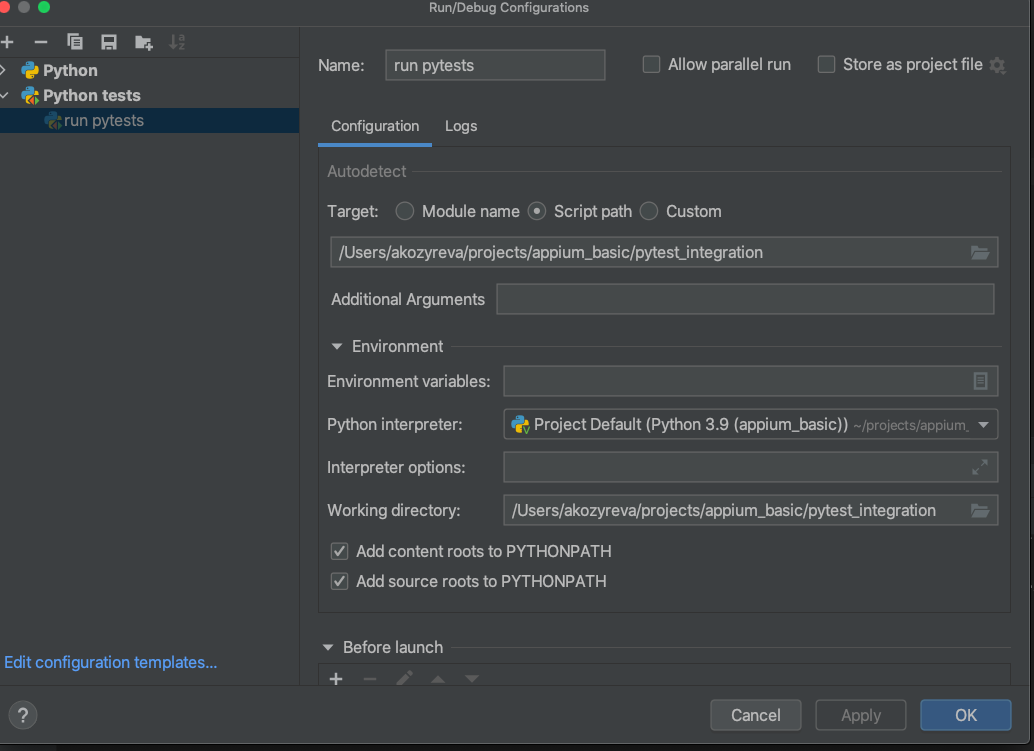 Run/Debug Configurations
Python
Python tests
run pytests
Edit configuration templates...
Name: run pytests Allow parallel run Store as project file
Configuration Logs
Autodetect
Target: Module name Script path Custom
/Users/akozyreva/projects/appium_basic/pytest_integration
Additional Arguments
Environment
Environment variables:
Python interpreter: Project Default (Python 3.9 (appium_basic)) ~/projects/appium_
Interpreter options:
Working directory: /Users/akozyreva/projects/appium_basic/pytest_integration
Add content roots to PYTHONPATH
Add source roots to PYTHONPATH
Before launch
? Cancel Apply OK